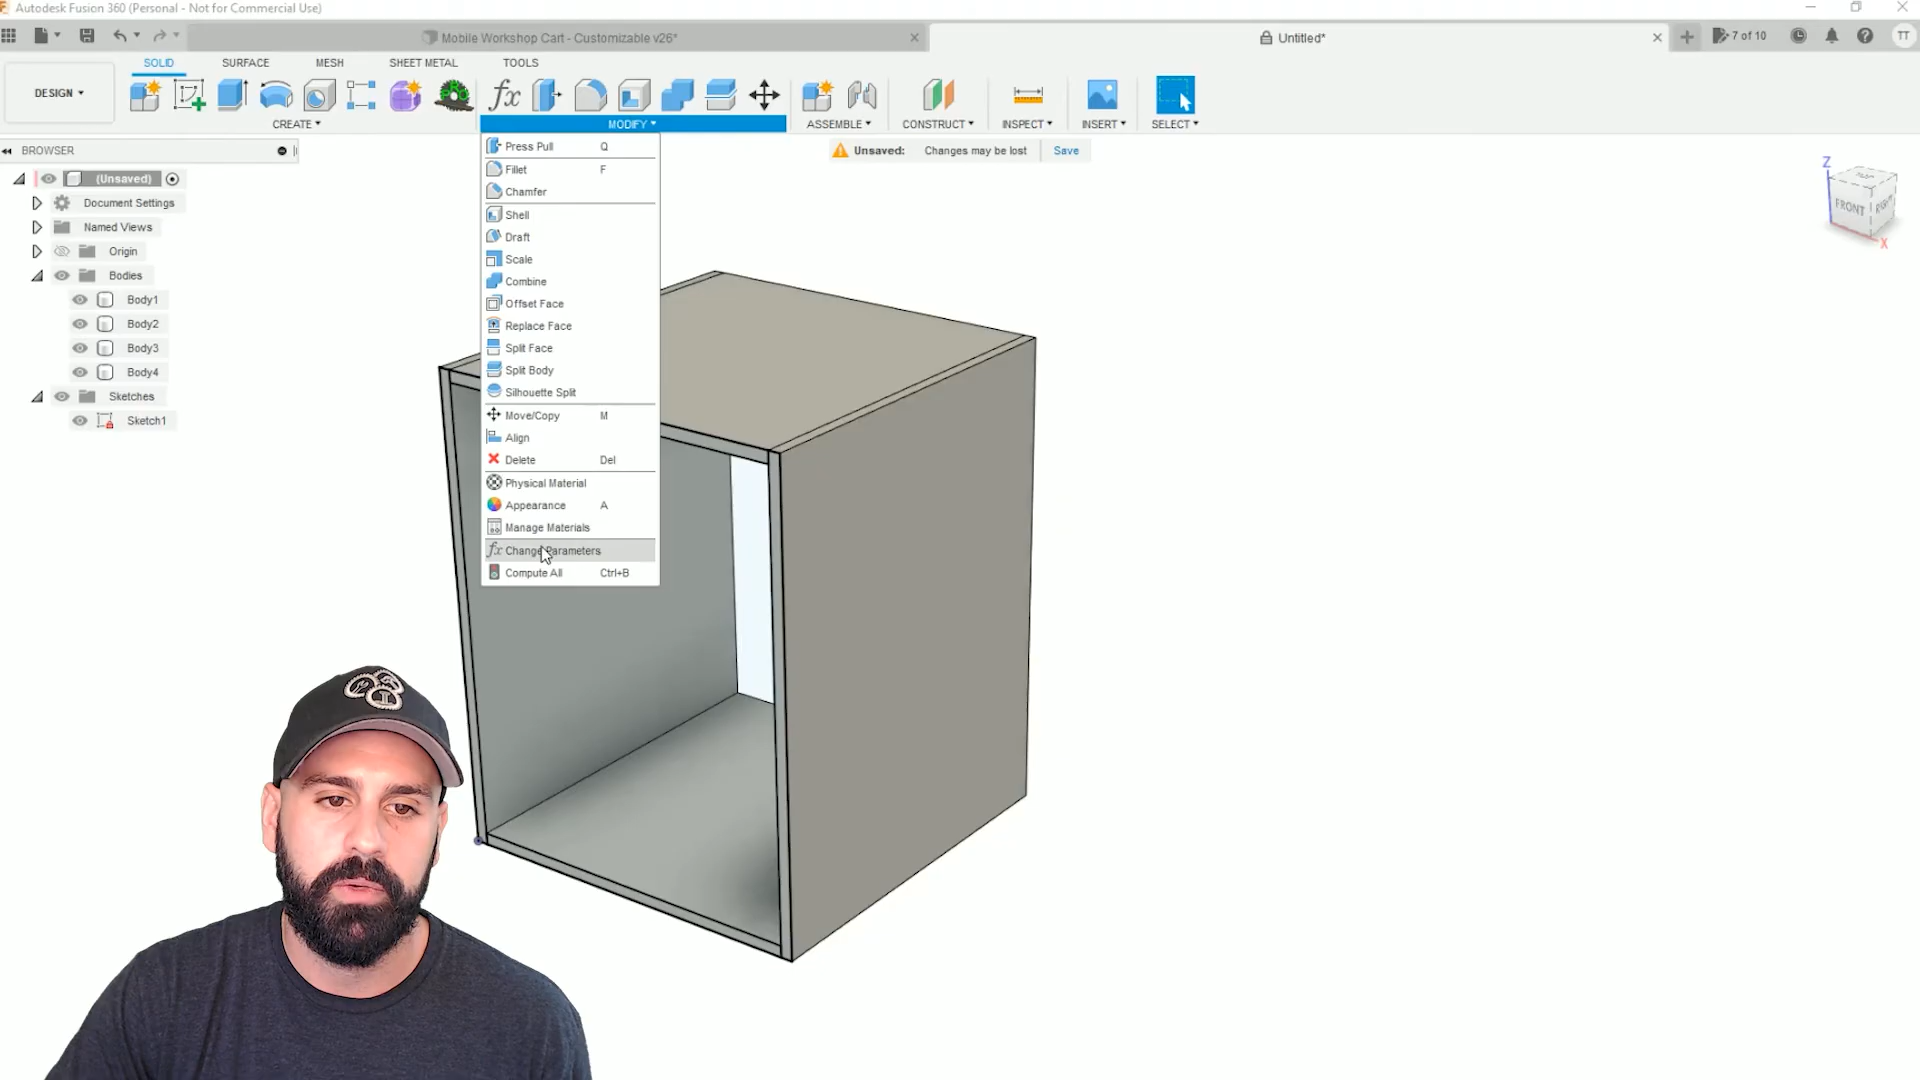 Autodesk Fusion 360 (Personal - Not for Commercial Use)
Mobile Workshop Cart - Customizable v26*
Untitled*
7 of 10
TT
SOLID SURFACE MESH SHEET METAL TOOLS
DESIGN
CREATE MODIFY ASSEMBLE CONSTRUCT INSPECT INSERT SELECT
BROWSER
Unsaved: Changes may be lost Save
(Unsaved)
Document Settings
Named Views
Origin
Bodies
Body1
Body2
Body3
Body4
Sketches
Sketch1
Press Pull Q
Fillet F
Chamfer
Shell
Draft
Scale
Combine
Offset Face
Replace Face
Split Face
Split Body
Silhouette Split
Move/Copy M
Align
Delete Del
Physical Material
Appearance A
Manage Materials
fx Change Parameters
Compute All Ctrl+B
Z
TOP
FRONT
RIGHT
X